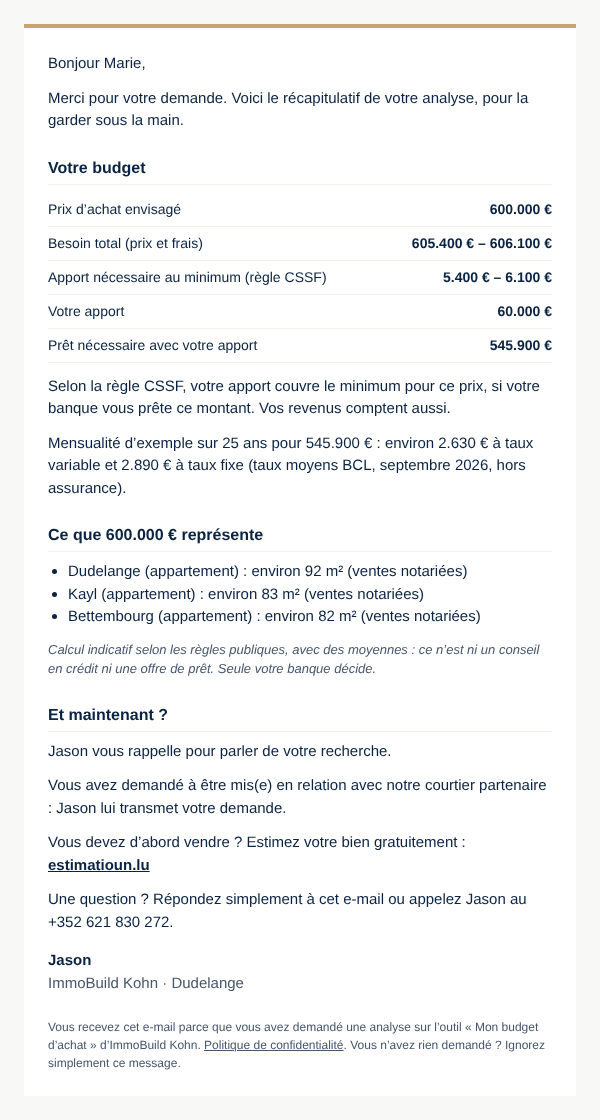 Bonjour Marie,
Merci pour votre demande. Voici le récapitulatif de votre analyse, pour la
garder sous la main.
Votre budget
Prix d’achat envisagé 600.000 €
Besoin total (prix et frais) 605.400 € – 606.100 €
Apport nécessaire au minimum (règle CSSF) 5.400 € – 6.100 €
Votre apport 60.000 €
Prêt nécessaire avec votre apport 545.900 €
Selon la règle CSSF, votre apport couvre le minimum pour ce prix, si votre
banque vous prête ce montant. Vos revenus comptent aussi.
Mensualité d’exemple sur 25 ans pour 545.900 € : environ 2.630 € à taux
variable et 2.890 € à taux fixe (taux moyens BCL, septembre 2026, hors
assurance).
Ce que 600.000 € représente
• Dudelange (appartement) : environ 92 m² (ventes notariées)
• Kayl (appartement) : environ 83 m² (ventes notariées)
• Bettembourg (appartement) : environ 82 m² (ventes notariées)
Calcul indicatif selon les règles publiques, avec des moyennes : ce n’est ni un conseil
en crédit ni une offre de prêt. Seule votre banque décide.
Et maintenant ?
Jason vous rappelle pour parler de votre recherche.
Vous avez demandé à être mis(e) en relation avec notre courtier partenaire
: Jason lui transmet votre demande.
Vous devez d’abord vendre ? Estimez votre bien gratuitement :
estimatioun.lu
Une question ? Répondez simplement à cet e-mail ou appelez Jason au
+352 621 830 272.
Jason
ImmoBuild Kohn · Dudelange
Vous recevez cet e-mail parce que vous avez demandé une analyse sur l’outil « Mon budget
d’achat » d’ImmoBuild Kohn. Politique de confidentialité. Vous n’avez rien demandé ? Ignorez
simplement ce message.